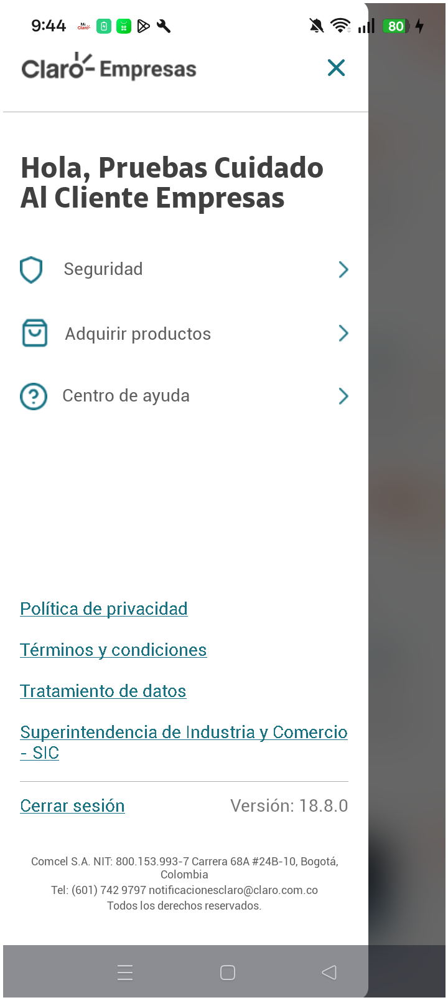 9:44
Mi
Claro
80
Claro Empresas
Hola, Pruebas Cuidado
Al Cliente Empresas
Seguridad
Adquirir productos
Centro de ayuda
Política de privacidad
Términos y condiciones
Tratamiento de datos
Superintendencia de Industria y Comercio
- SIC
Cerrar sesión
Versión: 18.8.0
Comcel S.A. NIT: 800.153.993-7 Carrera 68A #24B-10, Bogotá,
Colombia
Tel: (601) 742 9797 notificacionesclaro@claro.com.co
Todos los derechos reservados.